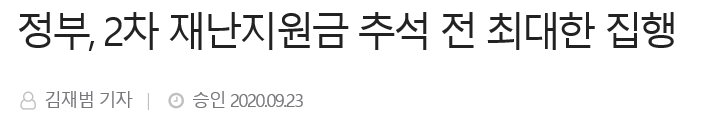 정부, 2차 재난지원금 추석 전 최대한 집행
김재범 기자 | 승인 2020.09.23